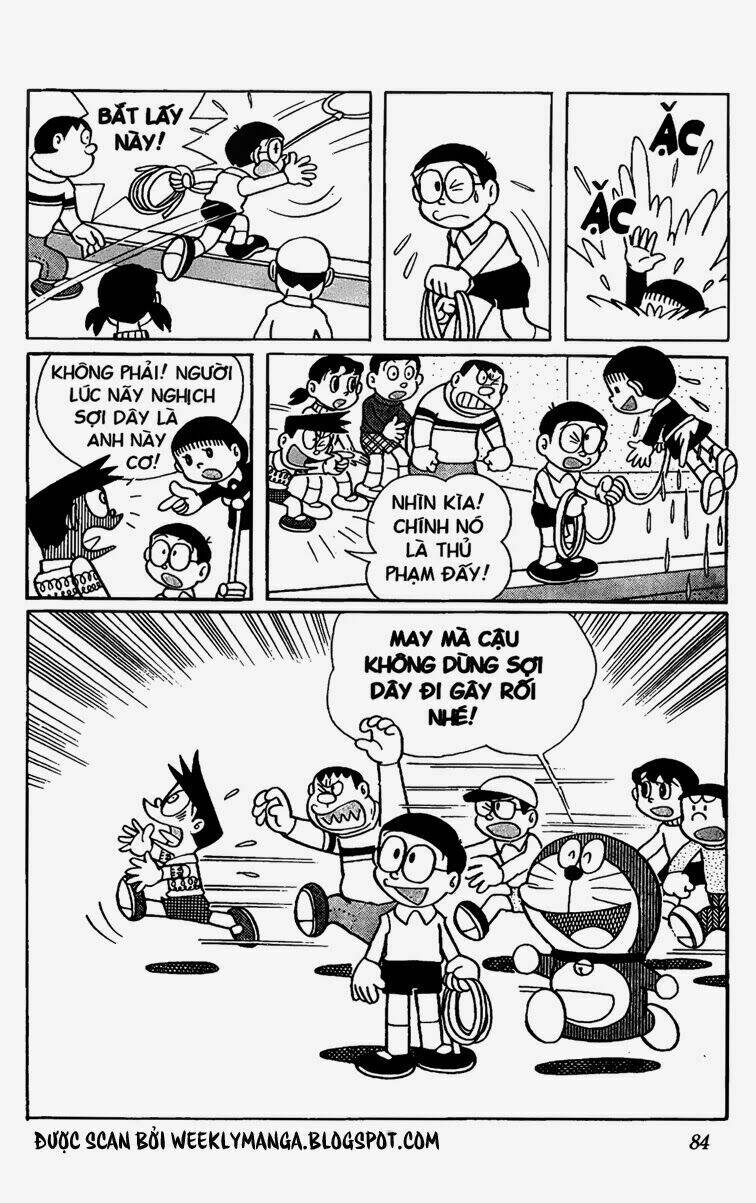 BẮT LẤY
NÀY!
ẶC
ẶC
KHÔNG PHẢI! NGƯỜI
LÚC NÃY NGHỊCH
SỢI DÂY LÀ
ANH NÀY
CƠ!
NHÌN KÌA!
CHÍNH NÓ
LÀ THỦ
PHẠM ĐẤY!
MAY MÀ CẬU
KHÔNG DÙNG SỢI
DÂY ĐI GÂY RỐI
NHÉ!
ĐƯỢC SCAN BỞI WEEKLYMANGA.BLOGSPOT.COM
84